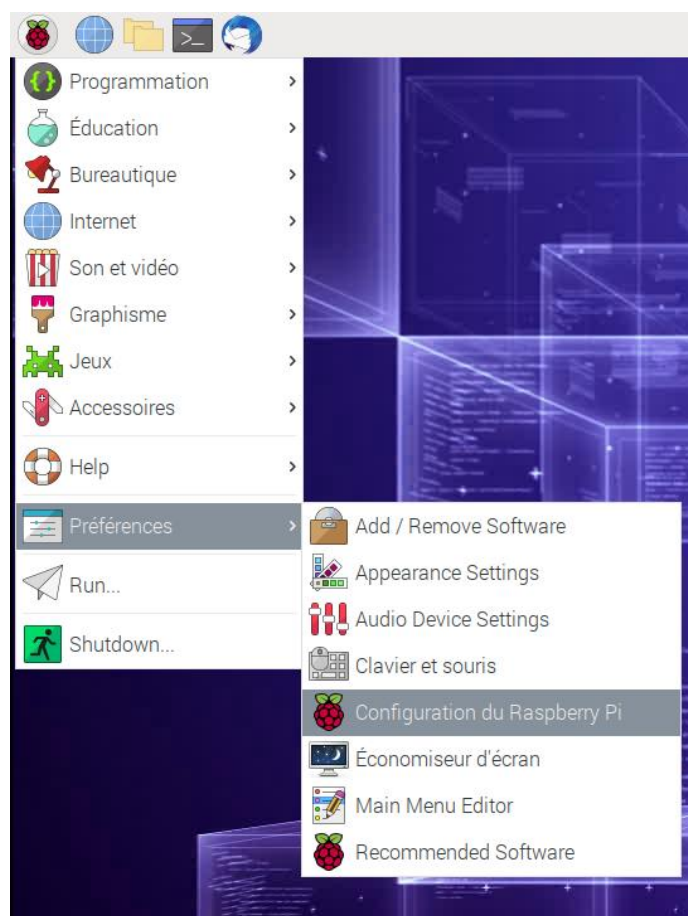 Programmation
Éducation
Bureautique
Internet
Son et vidéo
Graphisme
Jeux
Accessoires
Help
Préférences
Run...
Shutdown...
Add / Remove Software
Appearance Settings
Audio Device Settings
Clavier et souris
Configuration du Raspberry Pi
Économiseur d'écran
Main Menu Editor
Recommended Software